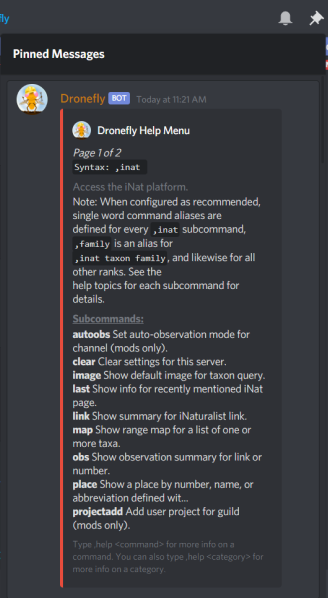 fly
Pinned Messages
Dronefly BOT Today at 11:21 AM
Dronefly Help Menu
Page 1 of 2
Syntax: ,inat
Access the iNat platform.
Note: When configured as recommended,
single word command aliases are
defined for every ,inat subcommand,
,family is an alias for
,inat taxon family, and likewise for all
other ranks. See the
help topics for each subcommand for
details.
Subcommands:
autoobs Set auto-observation mode for
channel (mods only).
clear Clear settings for this server.
image Show default image for taxon query.
last Show info for recently mentioned iNat
page.
link Show summary for iNaturalist link.
map Show range map for a list of one or
more taxa.
obs Show observation summary for link or
number.
place Show a place by number, name, or
abbreviation defined wit...
projectadd Add user project for guild
(mods only).
Type ,help <command> for more info on a
command. You can also type ,help <category> for
more info on a category.